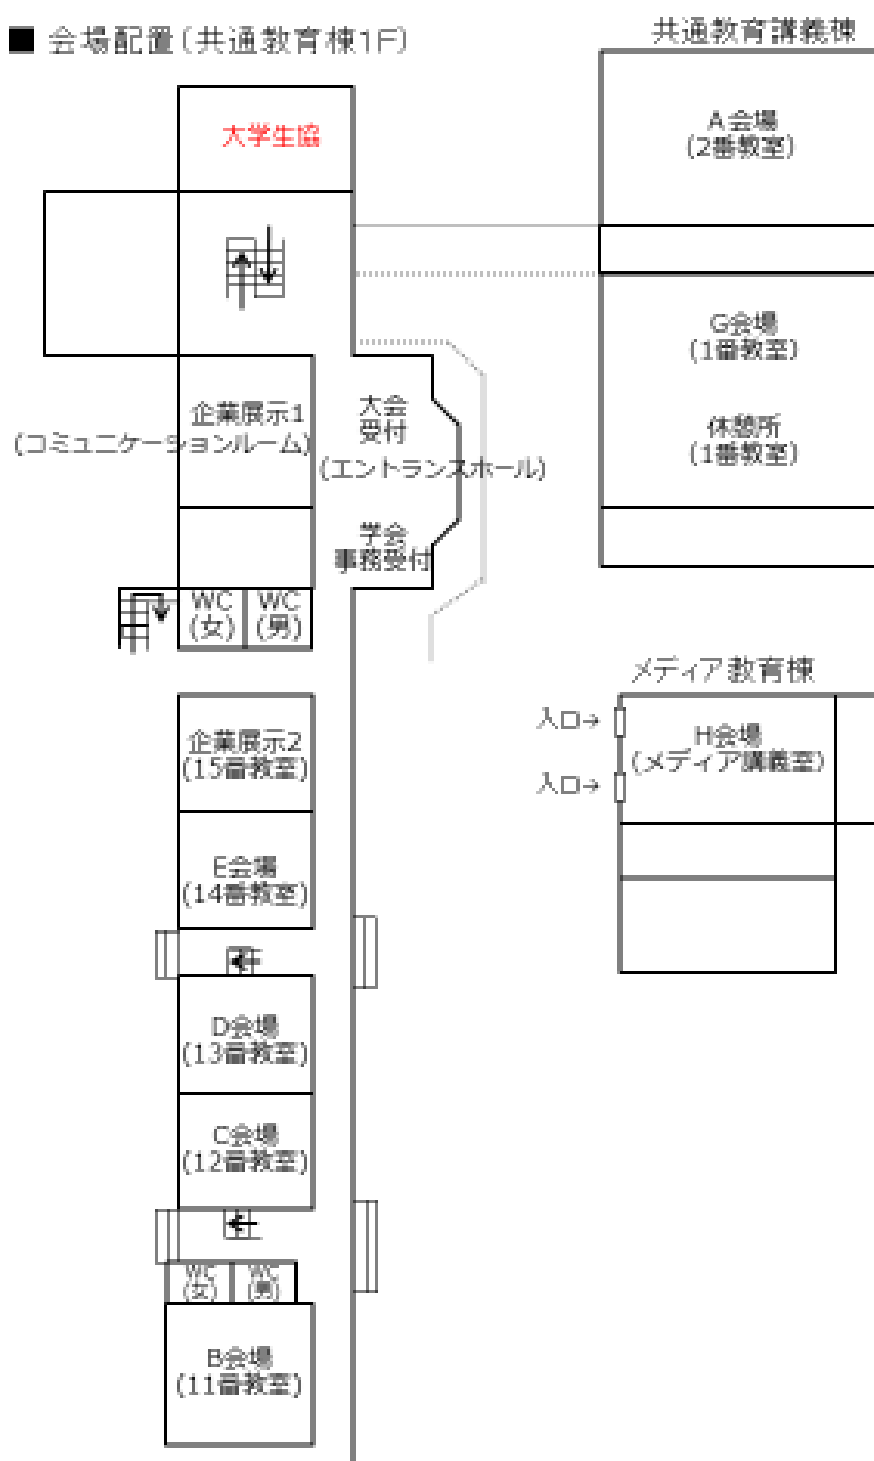 ■ 会場配置(共通教育棟1F)
共通教育講義棟
大学生協
A会場
(2番教室)
G会場
(1番教室)
休憩所
(1番教室)
企業展示1
(コミュニケーションルーム)
大会
受付
(エントランスホール)
学会
事務受付
WC
(女)
WC
(男)
メディア教育棟
入口→
入口→
H会場
(メディア講義室)
企業展示2
(15番教室)
E会場
(14番教室)
D会場
(13番教室)
C会場
(12番教室)
WC
(女)
WC
(男)
B会場
(11番教室)